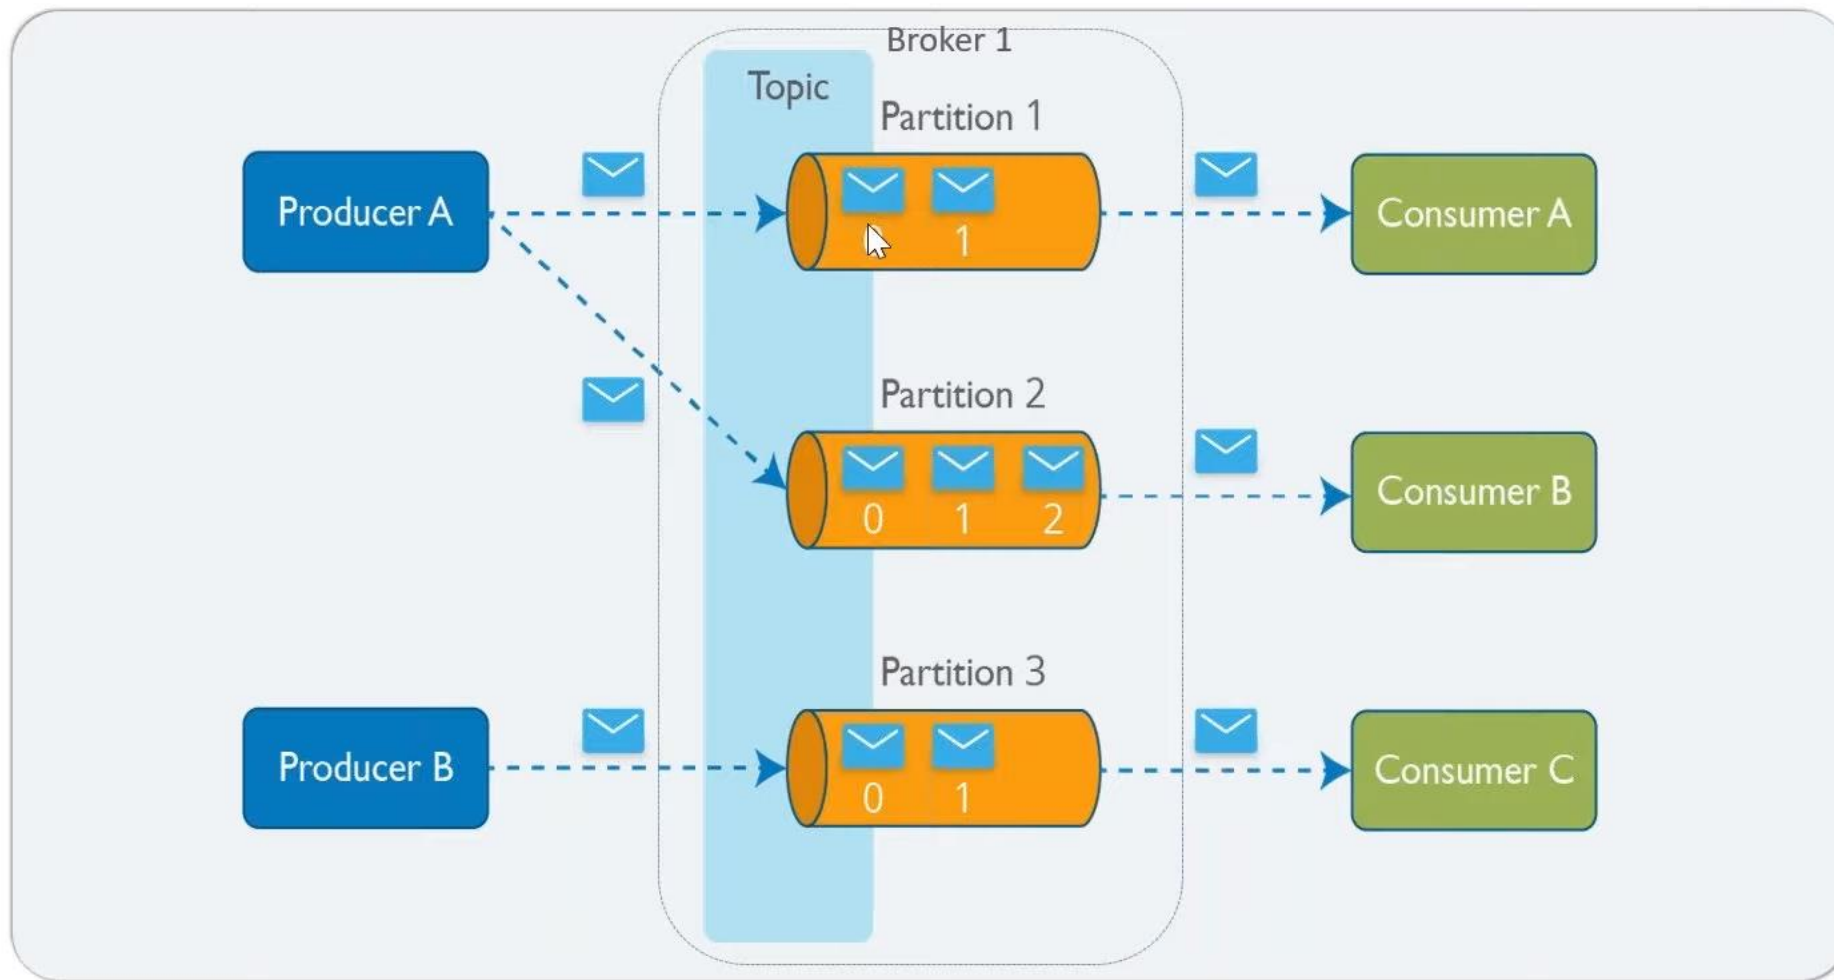 Broker 1
Topic
Partition 1
Producer A
1
Consumer A
Partition 2
0 1 2
Consumer B
Partition 3
Producer B
0 1
Consumer C